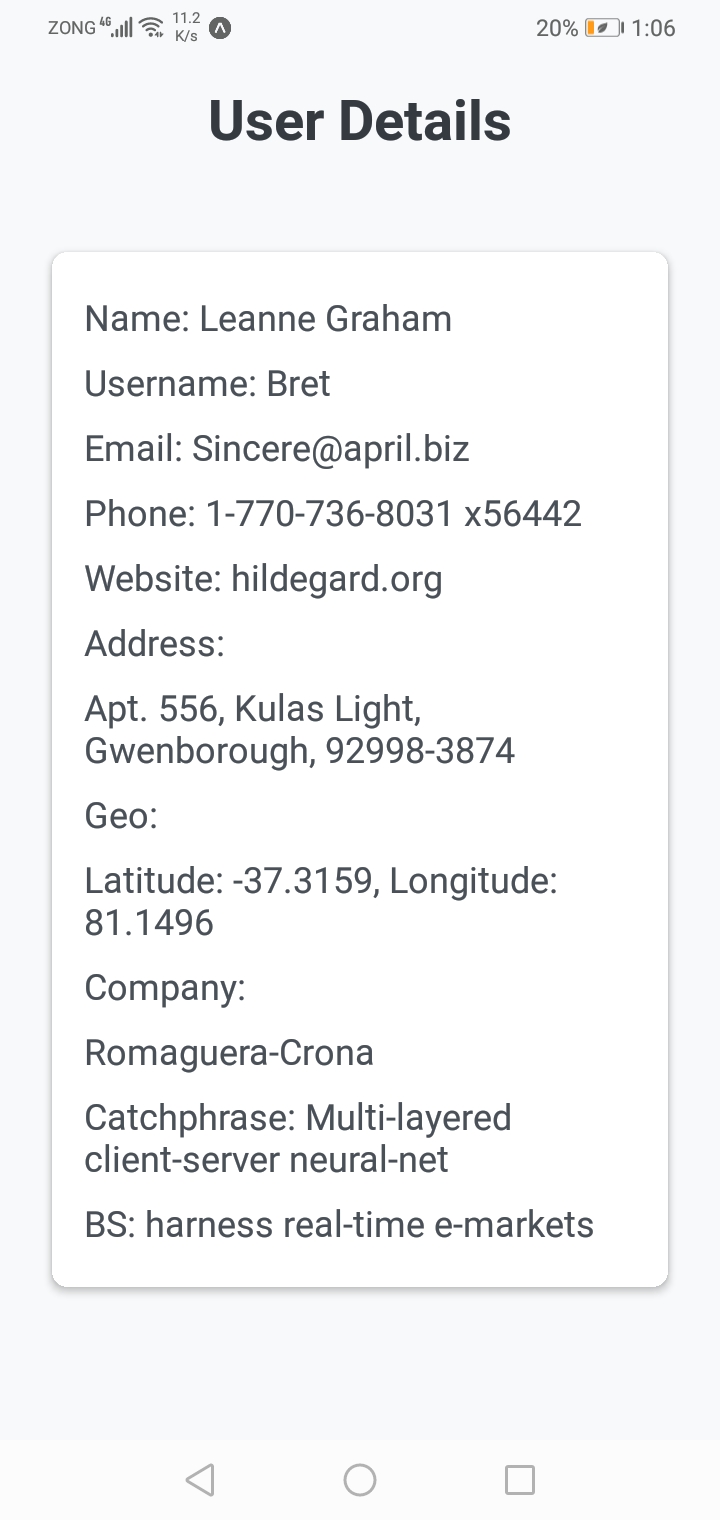 ZONG 4G 11.2 K/s 20% 1:06
User Details
Name: Leanne Graham
Username: Bret
Email: Sincere@april.biz
Phone: 1-770-736-8031 x56442
Website: hildegard.org
Address:
Apt. 556, Kulas Light,
Gwenborough, 92998-3874
Geo:
Latitude: -37.3159, Longitude:
81.1496
Company:
Romaguera-Crona
Catchphrase: Multi-layered
client-server neural-net
BS: harness real-time e-markets